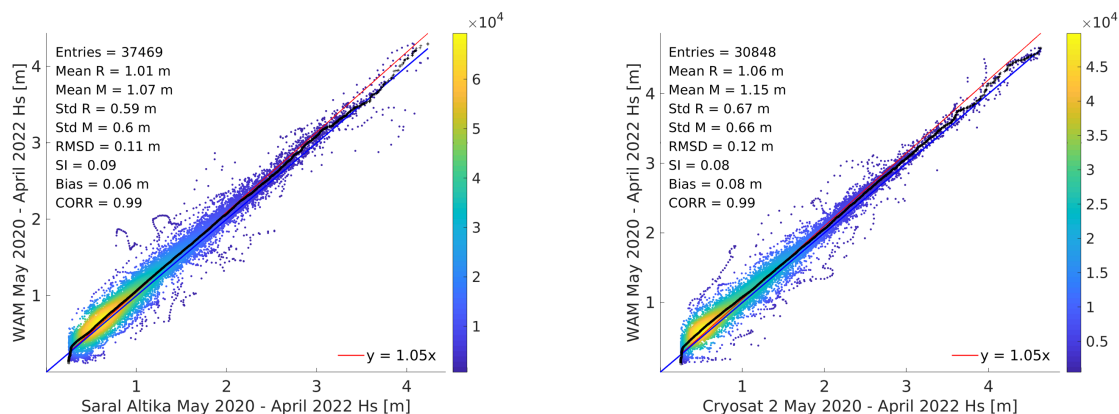 ×10⁴
Entries = 37469
Mean R = 1.01 m
Mean M = 1.07 m
Std R = 0.59 m
Std M = 0.6 m
RMSD = 0.11 m
SI = 0.09
Bias = 0.06 m
CORR = 0.99
WAM May 2020 - April 2022 Hs [m]
4
3
2
1
y = 1.05x
1 2 3 4
Saral Altika May 2020 - April 2022 Hs [m]
6
5
4
3
2
1
×10⁴
Entries = 30848
Mean R = 1.06 m
Mean M = 1.15 m
Std R = 0.67 m
Std M = 0.66 m
RMSD = 0.12 m
SI = 0.08
Bias = 0.08 m
CORR = 0.99
WAM May 2020 - April 2022 Hs [m]
4
3
2
1
y = 1.05x
1 2 3 4
Cryosat 2 May 2020 - April 2022 Hs [m]
4.5
4
3.5
3
2.5
2
1.5
1
0.5